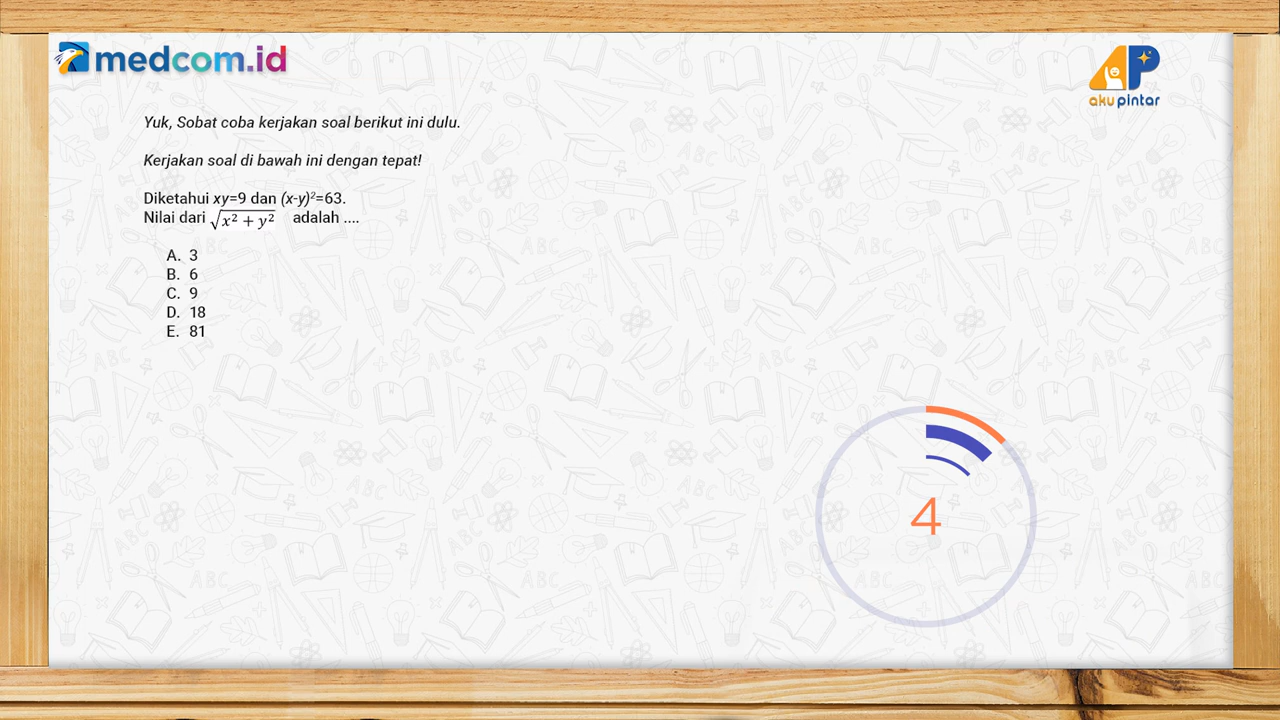 medcom.id
aku pintar
Yuk, Sobat coba kerjakan soal berikut ini dulu.
Kerjakan soal di bawah ini dengan tepat!
Diketahui xy=9 dan (x-y)²=63.
Nilai dari √(x² + y²) adalah ....
A. 3
B. 6
C. 9
D. 18
E. 81
4